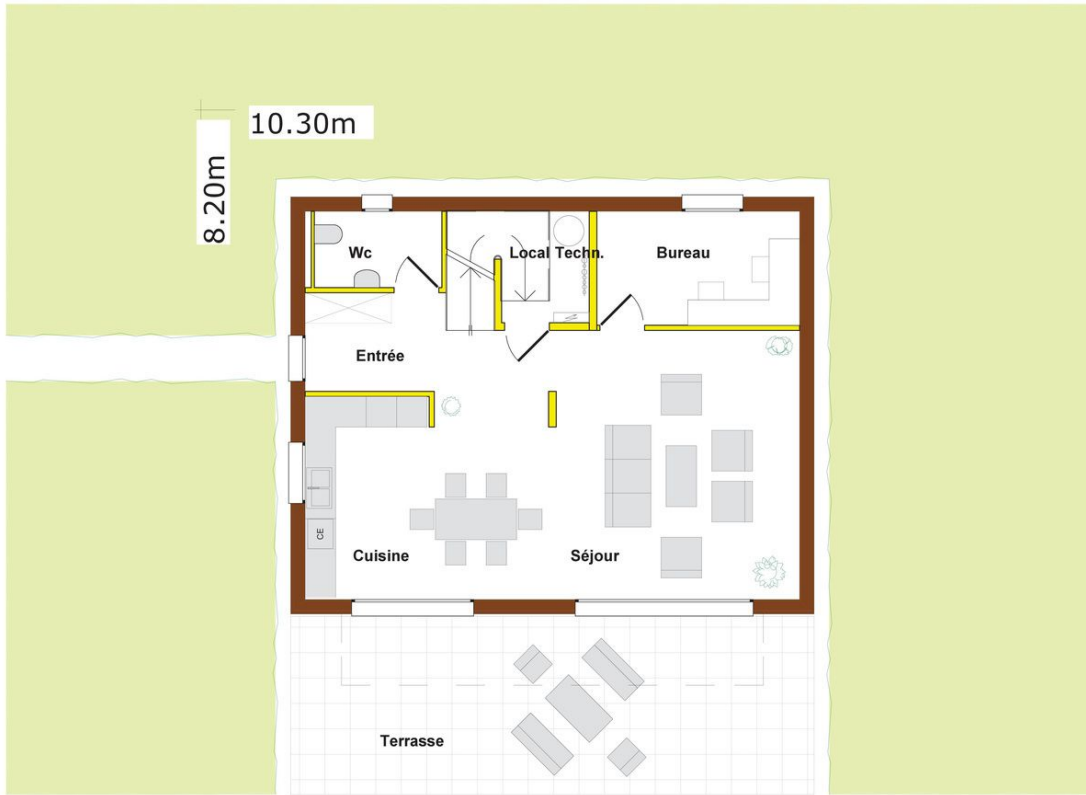 10.30m
8.20m
Wc
Local Techn.
Bureau
Entrée
CE
Cuisine
Séjour
Terrasse